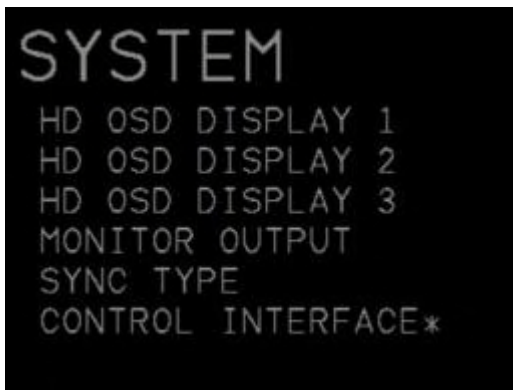 SYSTEM
HD OSD DISPLAY 1
HD OSD DISPLAY 2
HD OSD DISPLAY 3
MONITOR OUTPUT
SYNC TYPE
CONTROL INTERFACE*